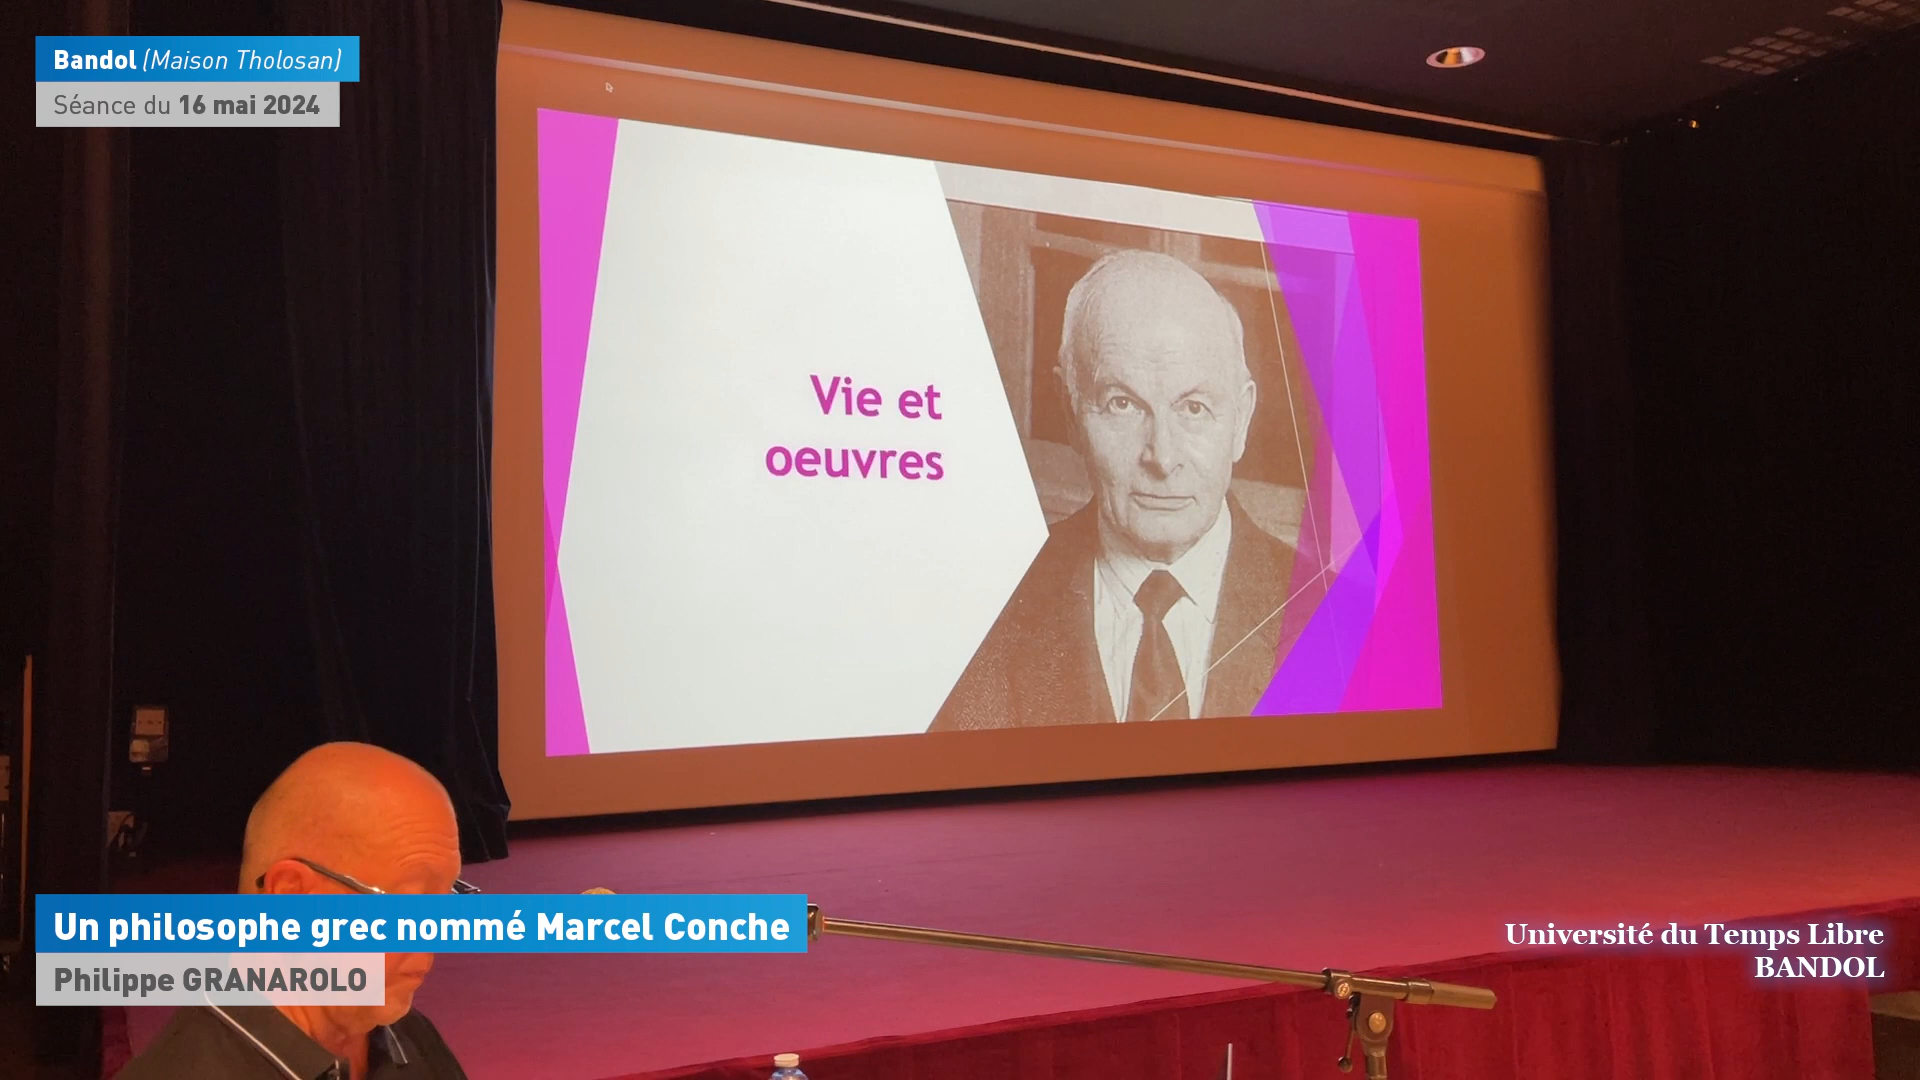 Bandol (Maison Tholosan)
Séance du 16 mai 2024
Vie et
oeuvres
Un philosophe grec nommé Marcel Conche
Philippe GRANAROLO
Université du Temps Libre
BANDOL